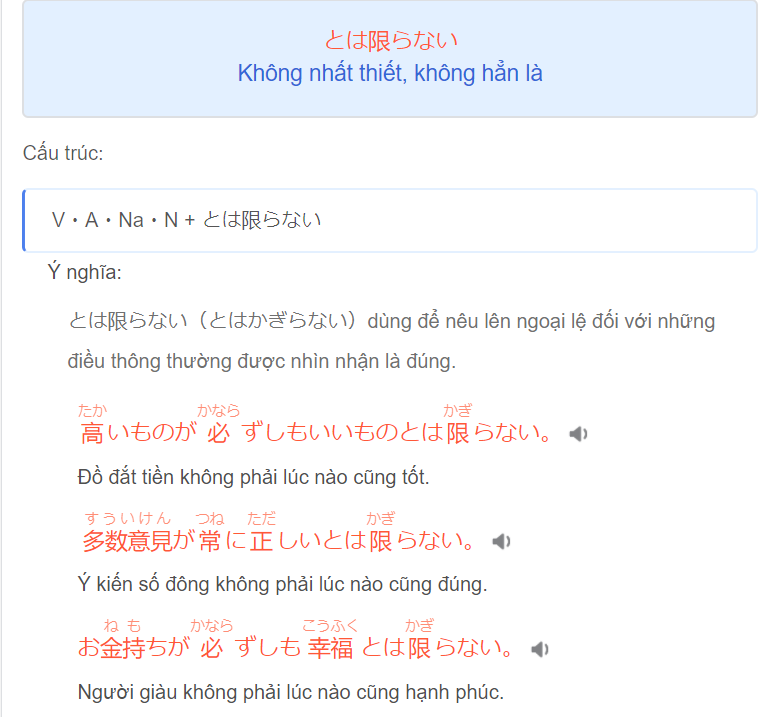 とは限らない
Không nhất thiết, không hẳn là
Cấu trúc:
V・A・Na・N + とは限らない
Ý nghĩa:
とは限らない（とはかぎらない）dùng để nêu lên ngoại lệ đối với những
điều thông thường được nhìn nhận là đúng.
たか かなら かぎ
高いものが必ずしもいいものとは限らない。
Đồ đắt tiền không phải lúc nào cũng tốt.
すういけん つね ただ かぎ
多数意見が常に正しいとは限らない。
Ý kiến số đông không phải lúc nào cũng đúng.
ね も かなら こうふく かぎ
お金持ちが必ずしも幸福とは限らない。
Người giàu không phải lúc nào cũng hạnh phúc.